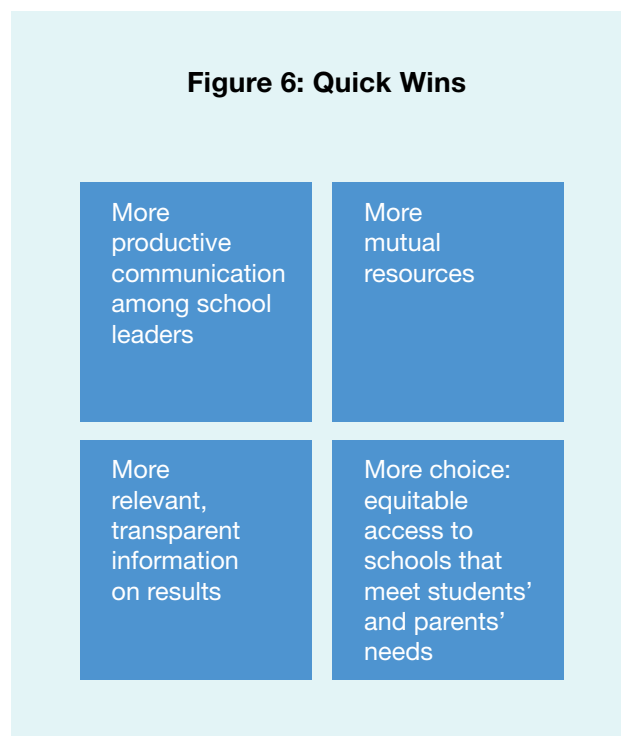 Figure 6: Quick Wins
More
productive
communication
among school
leaders
More
mutual
resources
More
relevant,
transparent
information
on results
More choice:
equitable
access to
schools that
meet students’
and parents’
needs